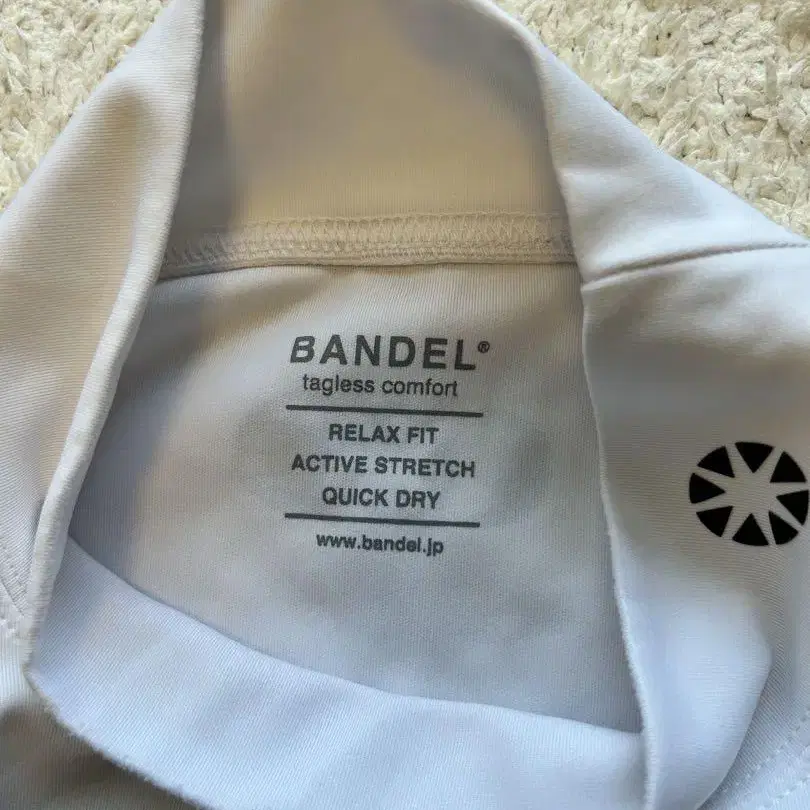 BANDEL®
tagless comfort
RELAX FIT
ACTIVE STRETCH
QUICK DRY
www.bandel.jp